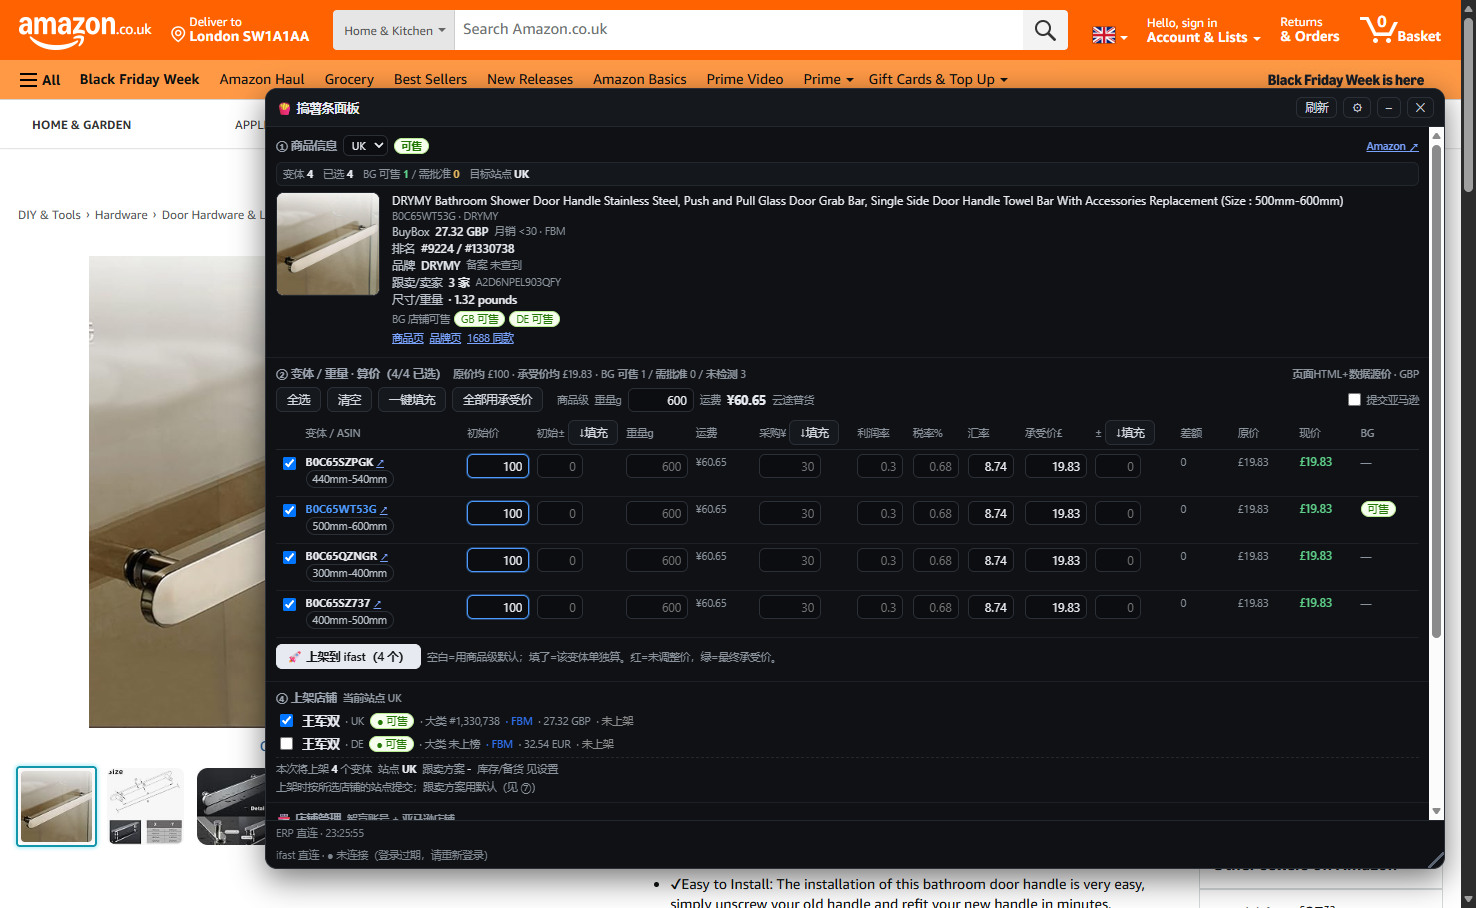 amazon.co.uk
Deliver to
London SW1A1AA
Home & Kitchen
Search Amazon.co.uk
Hello, sign in
Account & Lists
Returns
& Orders
0
Basket
All
Black Friday Week
Amazon Haul
Grocery
Best Sellers
New Releases
Amazon Basics
Prime Video
Prime
Gift Cards & Top Up
Black Friday Week is here
HOME & GARDEN
DIY & Tools › Hardware › Door Hardware & L
搞薯条面板
刷新
① 商品信息 UK 可售
Amazon ↗
变体 4 已选 4 BG 可售 1 / 需批准 0 目标站点 UK
DRYMY Bathroom Shower Door Handle Stainless Steel, Push and Pull Glass Door Grab Bar, Single Side Door Handle Towel Bar With Accessories Replacement (Size : 500mm-600mm)
B0C65WT53G · DRYMY
BuyBox 27.32 GBP 月销 <30 · FBM
排名 #9224 / #1330738
品牌 DRYMY 备案 未查到
跟卖/卖家 3 家 A2D6NPEL903QFY
尺寸/重量 · 1.32 pounds
BG 店铺可售 GB 可售 DE 可售
商品页 品牌页 1688 同款
② 变体 / 重量 · 算价 (4/4 已选) 原价均 £100 · 承受价均 £19.83 · BG 可售 1 / 需批准 0 / 未检测 3
页面HTML+数据源价 · GBP
全选 清空 一键填充 全部用承受价 商品级 重量g 600 运费 ¥60.65 云途普货
提交亚马逊
变体 / ASIN 初始价 初始± ↓填充 重量g 运费 采购¥ ↓填充 利润率 税率% 汇率 承受价£ ± ↓填充 差额 原价 现价 BG
B0C65SZPGK ↗ 100 0 600 ¥60.65 30 0.3 0.68 8.74 19.83 0 0 £19.83 £19.83 —
440mm-540mm
B0C65WT53G ↗ 100 0 600 ¥60.65 30 0.3 0.68 8.74 19.83 0 0 £19.83 £19.83 可售
500mm-600mm
B0C65QZNGR ↗ 100 0 600 ¥60.65 30 0.3 0.68 8.74 19.83 0 0 £19.83 £19.83 —
300mm-400mm
B0C65SZ737 ↗ 100 0 600 ¥60.65 30 0.3 0.68 8.74 19.83 0 0 £19.83 £19.83 —
400mm-500mm
上架到 ifast (4 个) 空白=用商品级默认；填了=该变体单独算。红=未调整价，绿=最终承受价。
④ 上架店铺 当前站点 UK
王军双 · UK ● 可售 · 大类 #1,330,738 · FBM · 27.32 GBP · 未上架
王军双 · DE ● 可售 · 大类 未上榜 · FBM · 32.54 EUR · 未上架
本次将上架 4 个变体 站点 UK 跟卖方案 - 库存/备货 见设置
上架时按所选店铺的站点提交；跟卖方案用默认（见 ⑦）
ERP 直连 · 23:25:55
ifast 直连 · ● 未连接（登录过期，请重新登录）
✓Easy to Install: The installation of this bathroom door handle is very easy,
simply unscrew your old handle and refit your new handle in minutes.